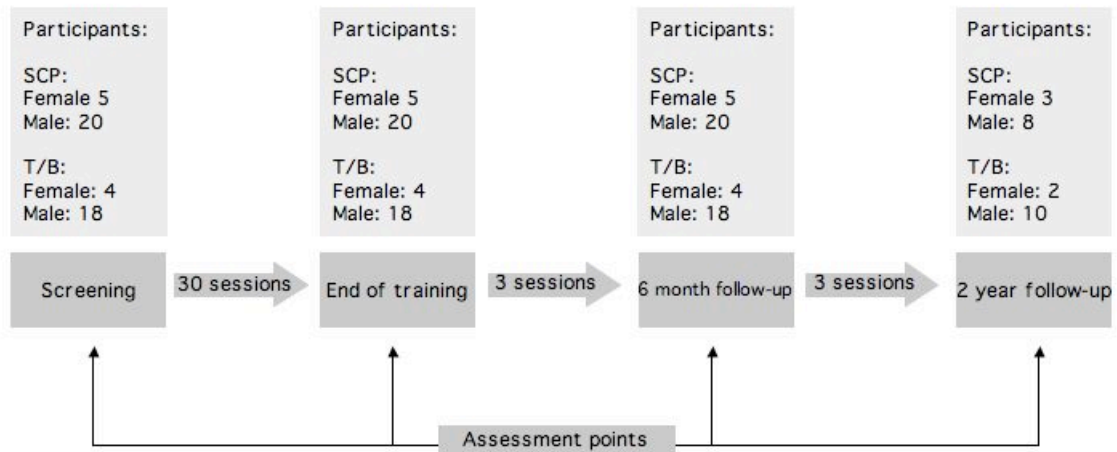 Participants:
SCP:
Female 5
Male: 20
T/B:
Female: 4
Male: 18
Participants:
SCP:
Female 5
Male: 20
T/B:
Female: 4
Male: 18
Participants:
SCP:
Female 5
Male: 20
T/B:
Female: 4
Male: 18
Participants:
SCP:
Female 3
Male: 8
T/B:
Female: 2
Male: 10
Screening
30 sessions
End of training
3 sessions
6 month follow-up
3 sessions
2 year follow-up
Assessment points